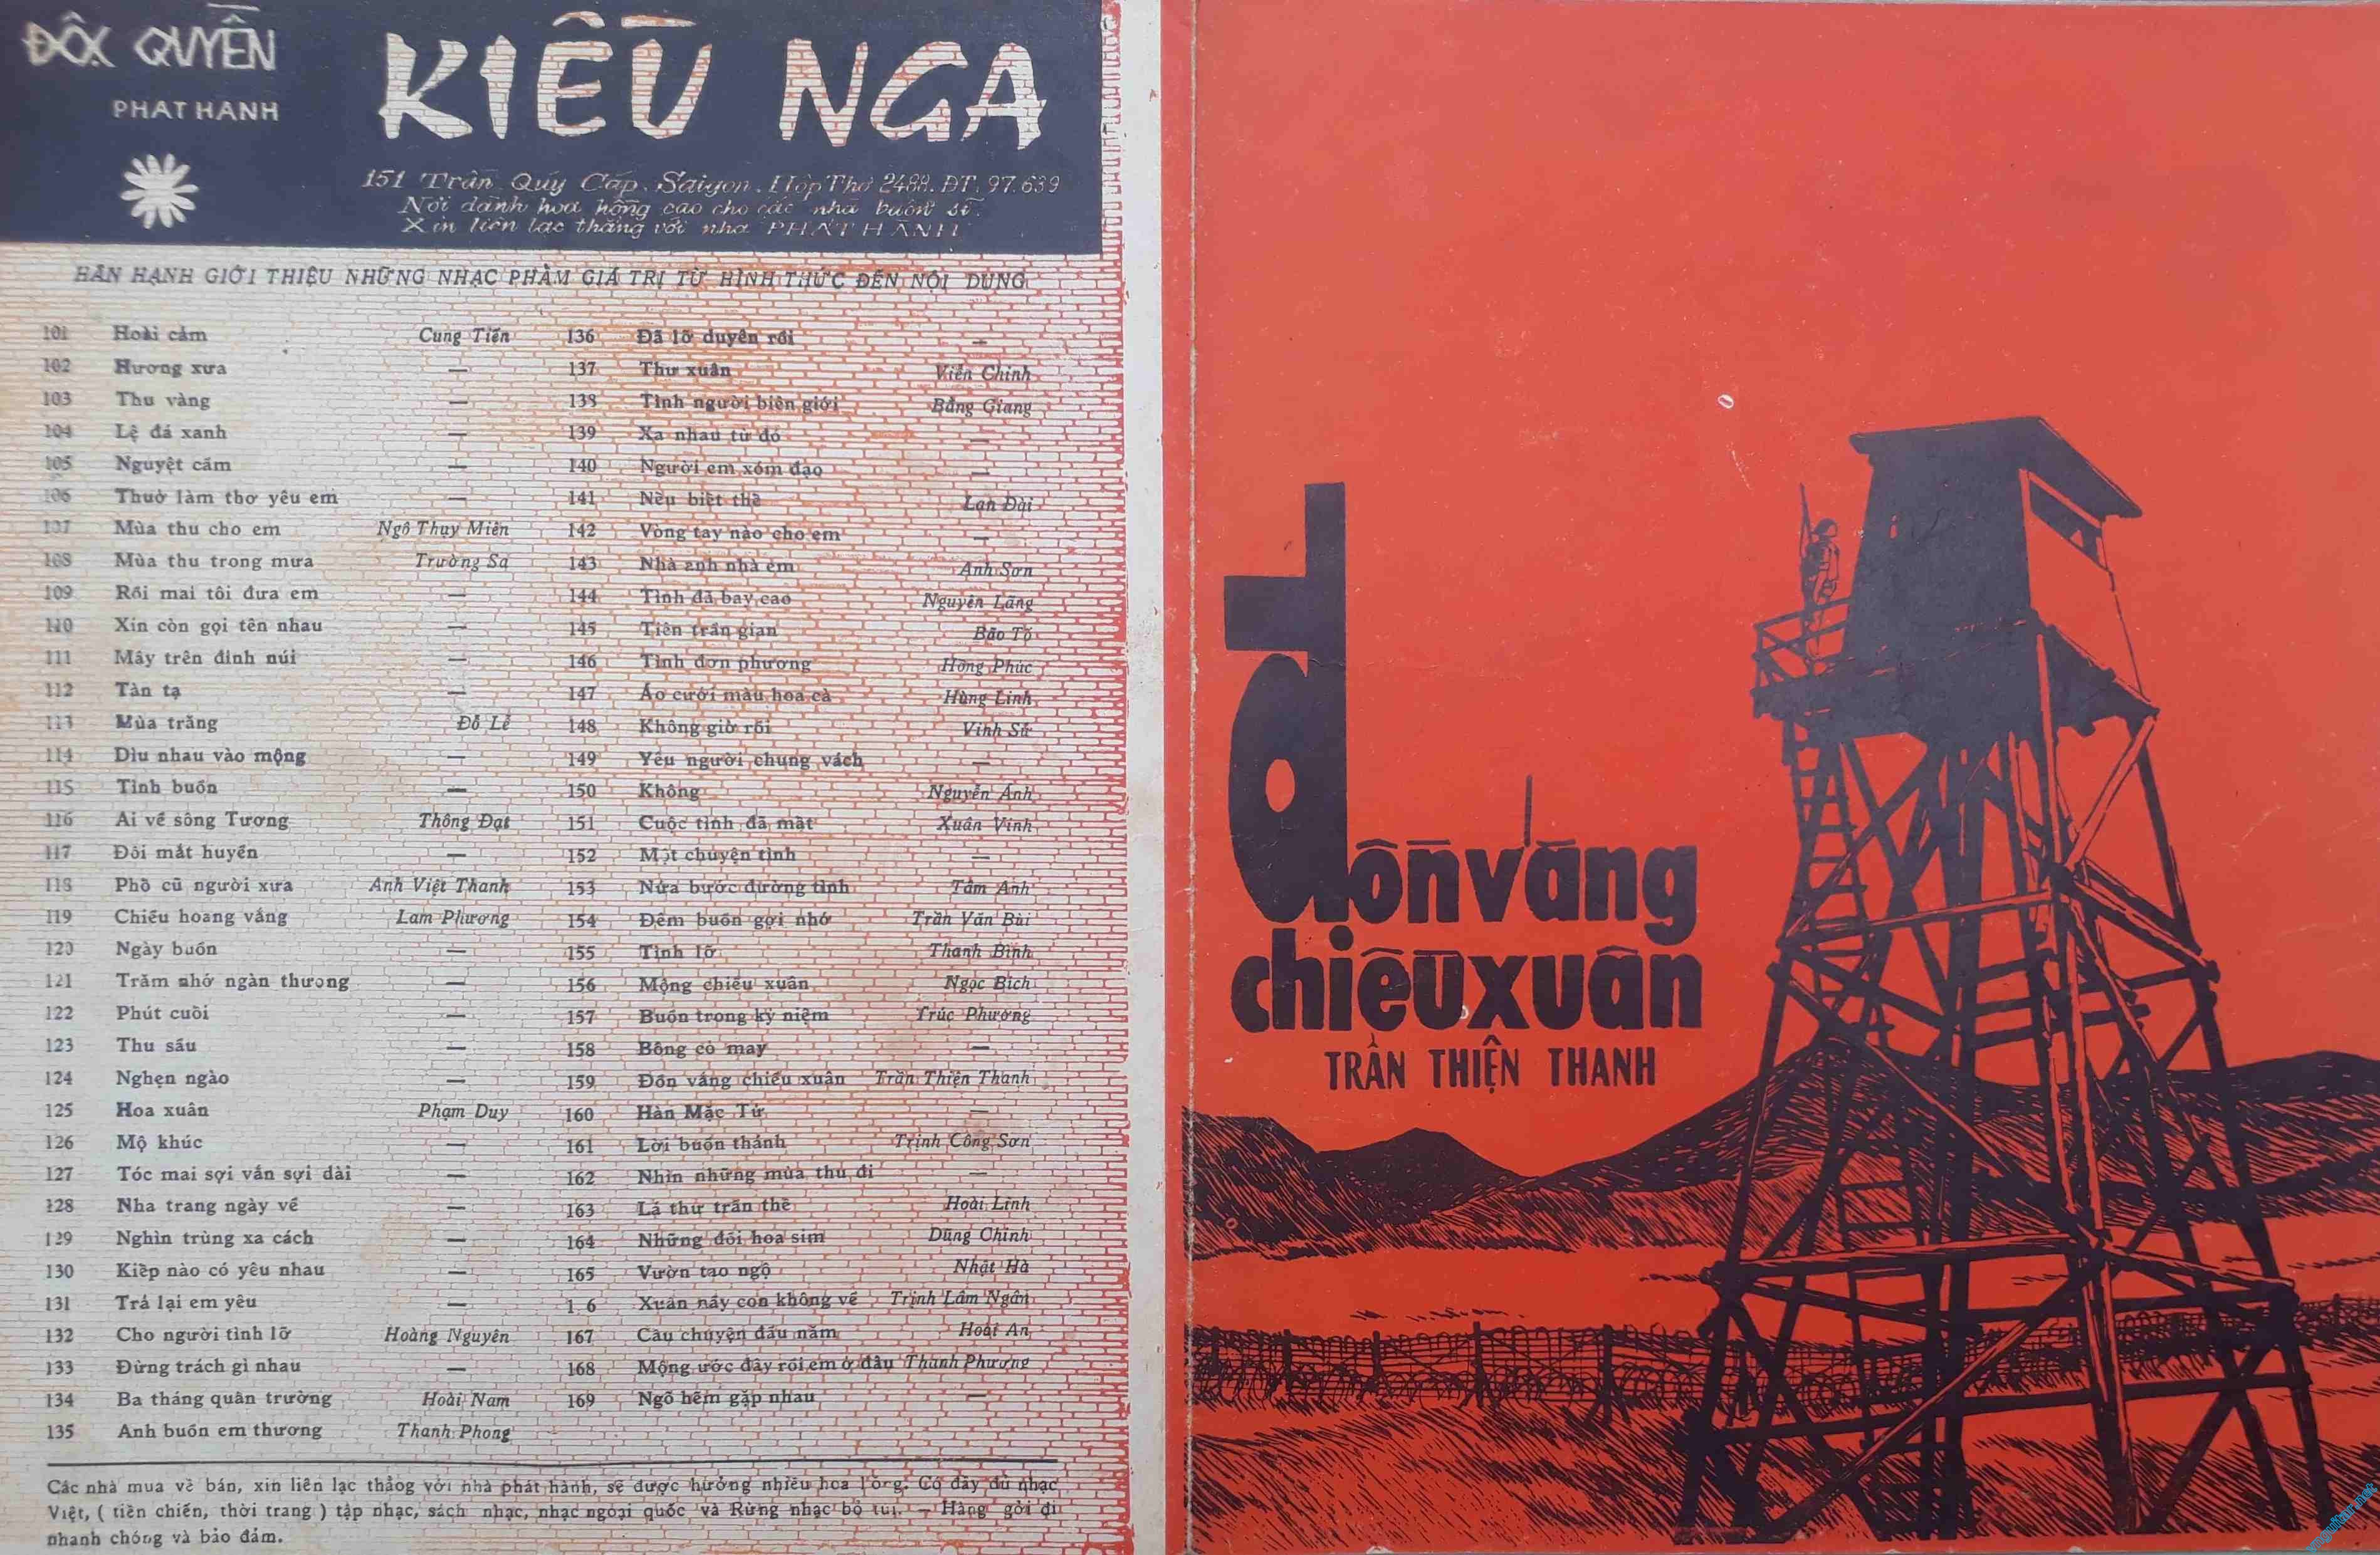 ĐỘC QUYỀN
PHÁT HÀNH
KIỀU NGA
151 Trần Quý Cáp. Saigon. Hộp Thơ 2488. ĐT. 97.639
Nơi dành hoa hồng cao cho các nhà buôn sĩ.
Xin liên lạc thẳng với nhà PHÁT HÀNH
HÂN HẠNH GIỚI THIỆU NHỮNG NHẠC PHẨM GIÁ TRỊ TỪ HÌNH THỨC ĐẾN NỘI DUNG
101 Hoài cảm Cung Tiến
102 Hương xưa —
103 Thu vàng —
104 Lệ đá xanh —
105 Nguyệt cầm —
106 Thuở làm thơ yêu em —
107 Mùa thu cho em Ngô Thụy Miên
108 Mùa thu trong mưa Trường Sa
109 Rồi mai tôi đưa em —
110 Xin còn gọi tên nhau —
111 Mây trên đỉnh núi —
112 Tàn tạ —
113 Mùa trăng Đỗ Lễ
114 Dìu nhau vào mộng —
115 Tình buồn —
116 Ai về sông Tương Thông Đạt
117 Đôi mắt huyền —
118 Phố cũ người xưa Anh Việt Thanh
119 Chiều hoang vắng Lam Phương
120 Ngày buồn —
121 Trăm nhớ ngàn thương —
122 Phút cuối —
123 Thu sầu —
124 Nghẹn ngào —
125 Hoa xuân Phạm Duy
126 Mộ khúc —
127 Tóc mai sợi vắn sợi dài —
128 Nha trang ngày về —
129 Nghìn trùng xa cách —
130 Kiếp nào có yêu nhau —
131 Trả lại em yêu —
132 Cho người tình lỡ Hoàng Nguyên
133 Đừng trách gì nhau —
134 Ba tháng quân trường Hoài Nam
135 Anh buồn em thương Thanh Phong
136 Đã lỡ duyên rồi —
137 Thư xuân Viễn Chinh
138 Tình người biên giới Bằng Giang
139 Xa nhau từ đó —
140 Người em xóm đạo —
141 Nếu biết thế Lan Đài
142 Vòng tay nào cho em —
143 Nhà anh nhà em Anh Sơn
144 Tình đã bay cao Nguyên Lãng
145 Tiên trần gian Bảo Tố
146 Tình đơn phương Hồng Phúc
147 Áo cưới màu hoa cà Hùng Linh
148 Không giờ rồi Vinh Sử
149 Yêu người chung vách —
150 Không Nguyễn Ánh
151 Cuộc tình đã mất Xuân Vinh
152 Một chuyện tình —
153 Nửa bước đường tình Tâm Anh
154 Đêm buồn gợi nhớ Trần Văn Bùi
155 Tình lỡ Thanh Bình
156 Mộng chiều xuân Ngọc Bích
157 Buồn trong kỷ niệm Trúc Phương
158 Bông cỏ may —
159 Đồn vắng chiều xuân Trần Thiện Thanh
160 Hàn Mặc Tử —
161 Lời buồn thánh Trịnh Công Sơn
162 Nhìn những mùa thu đi —
163 Lá thư trần thế Hoài Linh
164 Những đồi hoa sim Dũng Chinh
165 Vườn tao ngộ Nhật Hà
1 6 Xuân nầy con không về Trịnh Lâm Ngân
167 Câu chuyện đầu năm Hoài An
168 Mộng ước đây rồi em ở đâu Thanh Phương
169 Ngõ hẽm gặp nhau —
Các nhà mua về bán, xin liên lạc thẳog với nhà phát hành, sẽ được hưởng nhiều hoa lồng. Có đầy đủ nhạc
Việt, ( tiền chiến, thời trang ) tập nhạc, sách nhạc, nhạc ngoại quốc và Rừng nhạc bỏ túi. — Hàng gởi đi
nhanh chóng và bảo đảm.
đồn vắng
chiều xuân
TRẦN THIỆN THANH